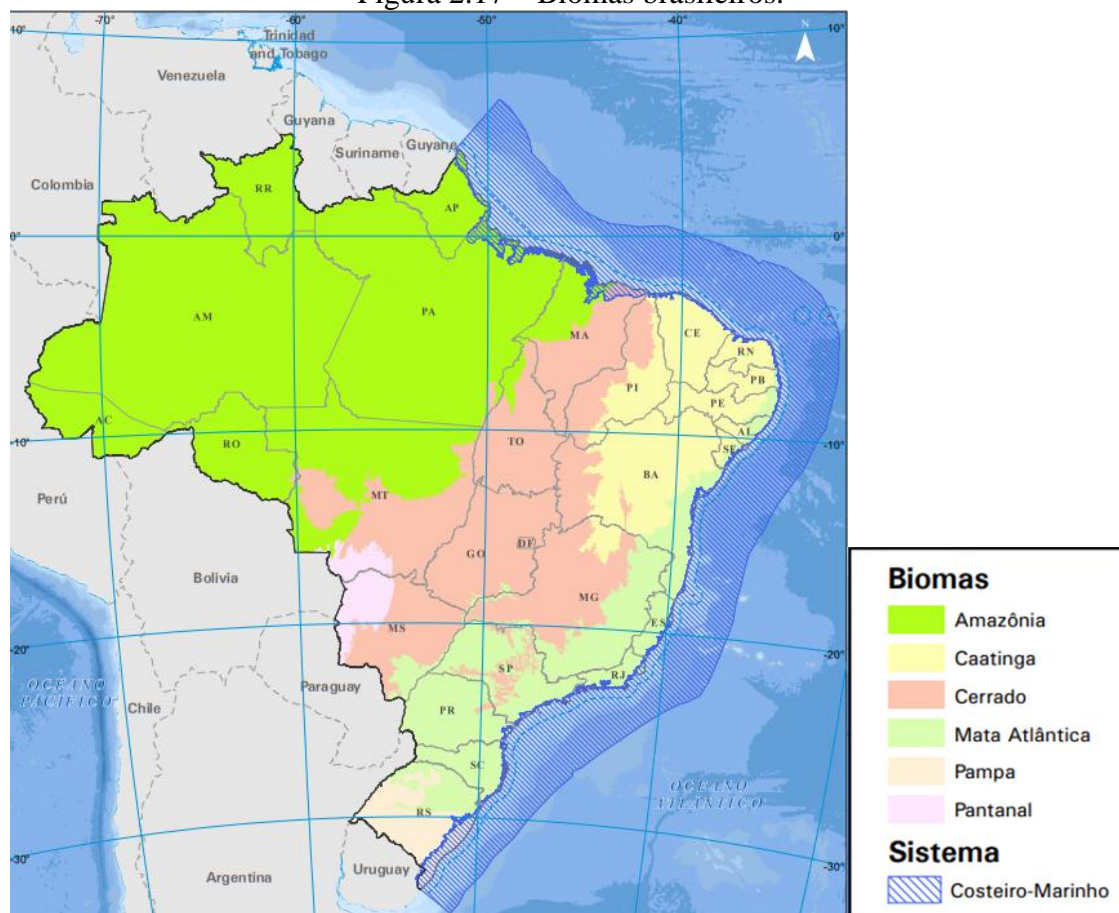 Figura 2.17 – Biomas brasileiros.
-70°
-60°
-50°
-40°
10°
10°
N
Trinidad
and Tobago
Venezuela
Guyana
Suriname
Guyane
Colombia
RR
AP
0°
0°
AM
PA
MA
CE
RN
PB
PI
PE
AC
AL
-10°
-10°
RO
TO
SE
BA
Perú
MT
Bolivia
GO
DF
MG
MS
ES
-20°
-20°
SP
RJ
OCEANO
PACÍFICO
Paraguay
Chile
PR
SC
OCEANO
ATLÂNTICO
RS
-30°
-30°
Uruguay
Argentina
Biomas
Amazônia
Caatinga
Cerrado
Mata Atlântica
Pampa
Pantanal
Sistema
Costeiro-Marinho